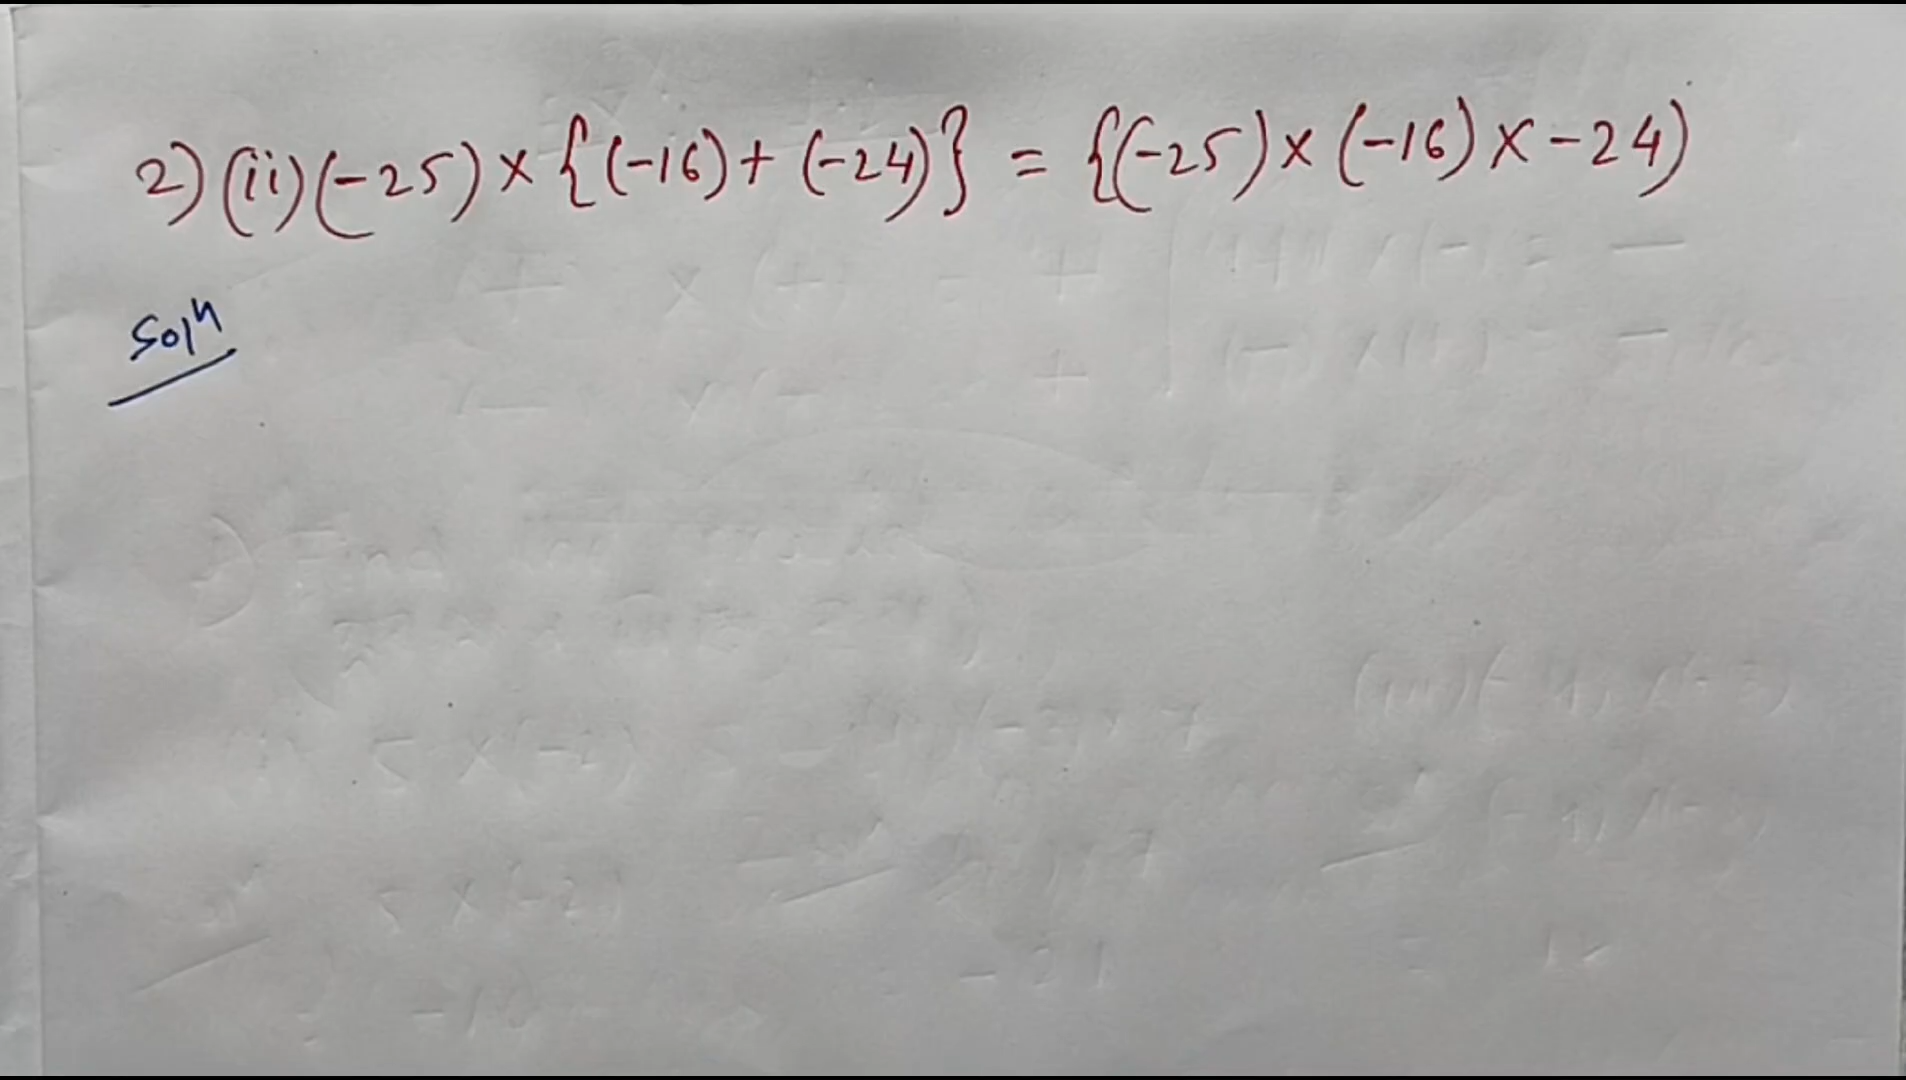 2) (ii) (-25) × {(-16) + (-24)} = {(-25) × (-16) × -24)
Solⁿ